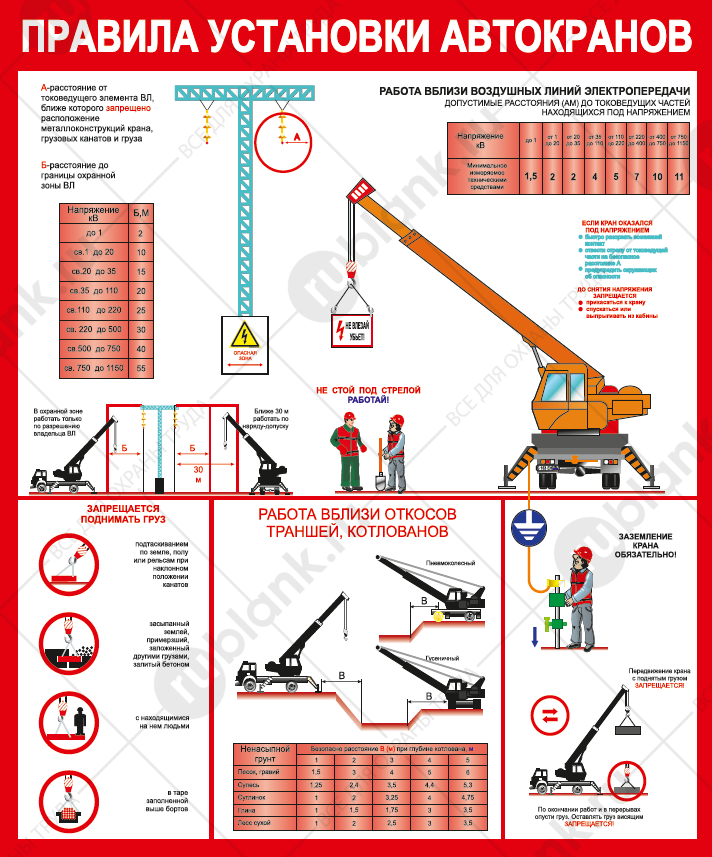 ПРАВИЛА УСТАНОВКИ АВТОКРАНОВ
А-расстояние от
токоведущего элемента ВЛ,
ближе которого запрещено
расположение
металлоконструкций крана,
грузовых канатов и груза
Б-расстояние до
границы охранной
зоны ВЛ
Напряжение кВ Б,М
до 1 2
св.1 до 20 10
св.20 до 35 15
св.35 до 110 20
св.110 до 220 25
св. 220 до 500 30
св.500 до 750 40
св. 750 до 1150 55
А
ОПАСНАЯ
ЗОНА
РАБОТА ВБЛИЗИ ВОЗДУШНЫХ ЛИНИЙ ЭЛЕКТРОПЕРЕДАЧИ
ДОПУСТИМЫЕ РАССТОЯНИЯ (АМ) ДО ТОКОВЕДУЩИХ ЧАСТЕЙ
НАХОДЯЩИХСЯ ПОД НАПРЯЖЕНИЕМ
Напряжение кВ до 1 от 1 до 20 от 20 до 35 от 35 до 110 от 110 до 220 от 220 до 400 от 400 до 750 от 750 до 1150
Минимальное измеряемое техническими средствами 1,5 2 2 4 5 7 10 11
ЕСЛИ КРАН ОКАЗАЛСЯ
ПОД НАПРЯЖЕНИЕМ
быстро разорвать возникший
контакт
отвести стрелу от токоведущей
части на безопасное
расстояние А
предупредить окружающих
об опасности
ДО СНЯТИЯ НАПРЯЖЕНИЯ
ЗАПРЕЩАЕТСЯ
прикасаться к крану
спускаться или
выпрыгивать из кабины
НЕ ВЛЕЗАЙ
УБЬЕТ!
НЕ СТОЙ ПОД СТРЕЛОЙ
РАБОТАЙ!
В охранной зоне
работать только
по разрешению
владельца ВЛ
Б
Б
30
м
Ближе 30 м
работать по
наряду-допуску
ЗАПРЕЩАЕТСЯ
ПОДНИМАТЬ ГРУЗ
подтаскиванием
по земле, полу
или рельсам при
наклонном
положении
канатов
засыпанный
землей,
примерзший,
заложенный
другими грузами,
залитый бетоном
с находящимися
на нем людьми
в таре
заполненной
выше бортов
РАБОТА ВБЛИЗИ ОТКОСОВ
ТРАНШЕЙ, КОТЛОВАНОВ
Пневмоколесный
В
Гусеничный
В
В
Ненасыпной грунт Безопасно расстояние В (м) при глубине котлована, м
1 2 3 4 5
Песок, гравий 1,5 3 4 5 6
Супесь 1,25 2,4 3,5 4,4 5,3
Суглинок 1 2 3,25 4 4,75
Глина 1 1,5 1,75 3 3,5
Лесс сухой 1 2 2,5 3 3,5
ЗАЗЕМЛЕНИЕ
КРАНА
ОБЯЗАТЕЛЬНО!
Передвижение крана
с поднятым грузом
ЗАПРЕЩАЕТСЯ!
По окончании работ и в перерывах
опусти груз. Оставлять груз висящим
ЗАПРЕЩАЕТСЯ!